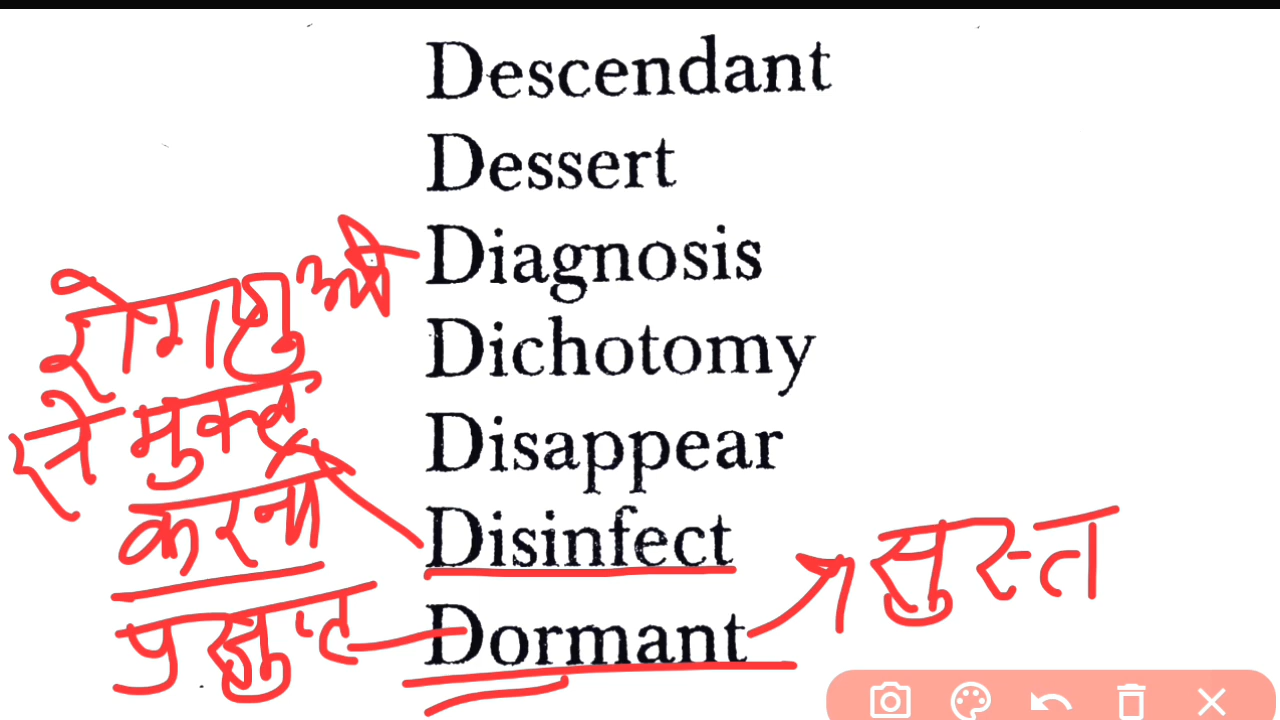 Descendant
Dessert
Diagnosis
रोगाणुओं
Dichotomy
से मुक्त
Disappear
करना
Disinfect
सुस्त
प्रसुप्त
Dormant